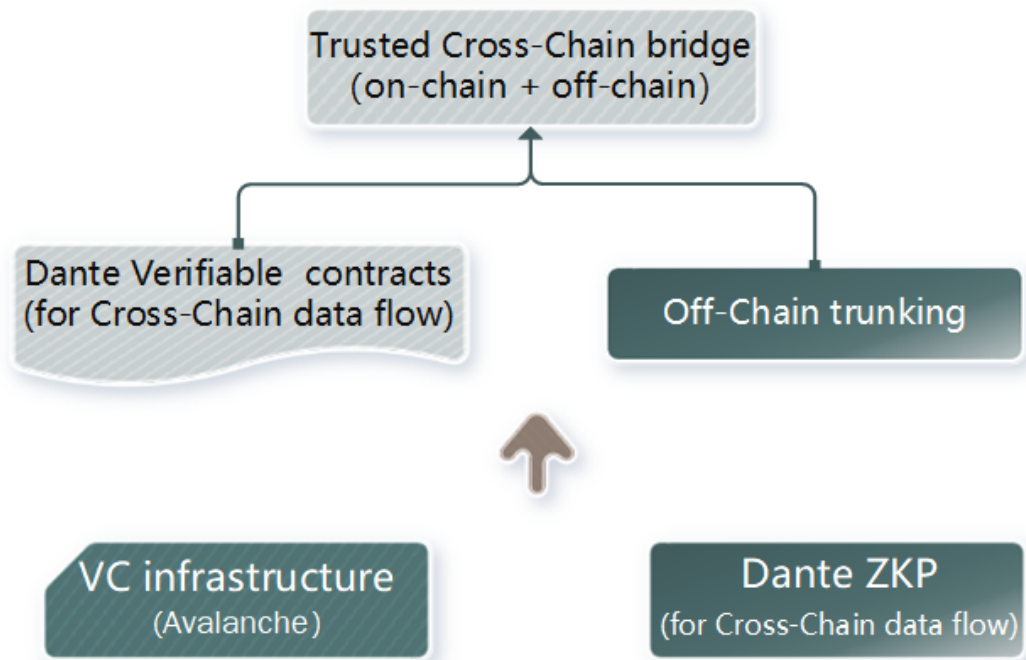 Trusted Cross-Chain bridge
(on-chain + off-chain)
Dante Verifiable contracts
(for Cross-Chain data flow)
Off-Chain trunking
VC infrastructure
(Avalanche)
Dante ZKP
(for Cross-Chain data flow)